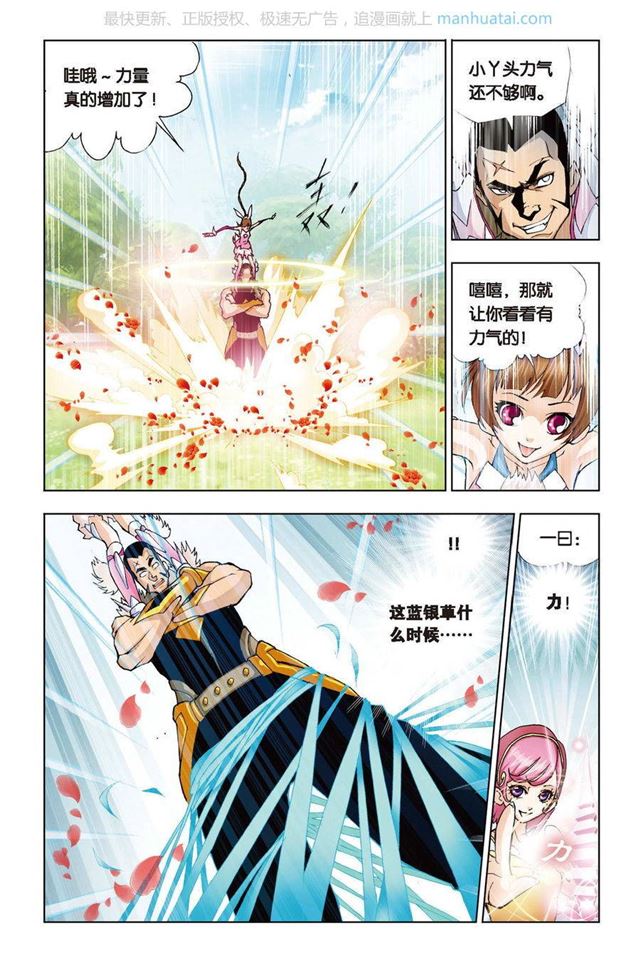 最快更新、正版授权、极速无广告，追漫画就上 manhuatai.com
哇哦～力量
真的增加了！
轰！
小丫头力气
还不够啊。
嘻嘻，那就
让你看看有
力气的！
！！
这蓝银草什
么时候……
一曰：
力！
力